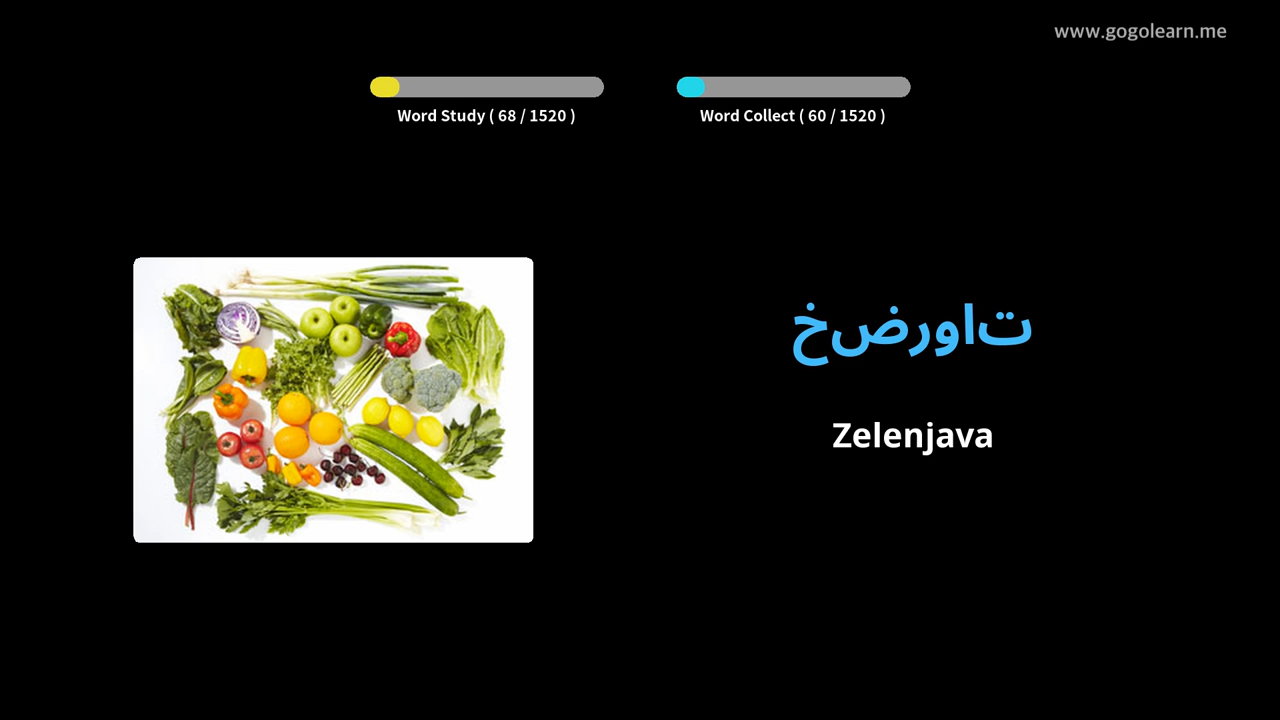 www.gogolearn.me
Word Study ( 68 / 1520 )
Word Collect ( 60 / 1520 )
تاورضخ
Zelenjava